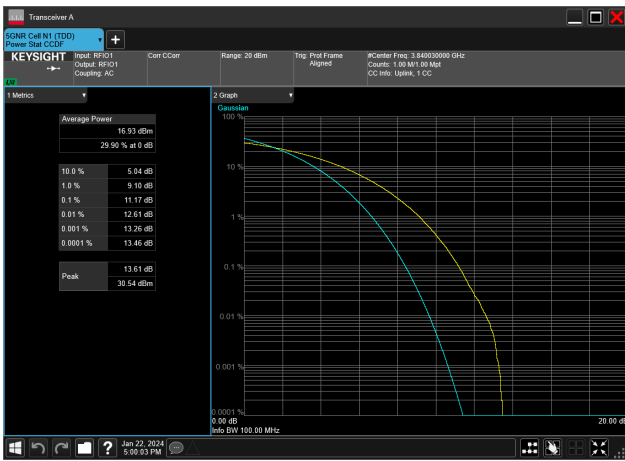 Transceiver A
5GNR Cell N1 (TDD)
Power Stat CCDF
KEYSIGHT
Input: RFIO1
Output: RFIO1
Coupling: AC
Corr CCorr
Range: 20 dBm
Trig: Prot Frame
Aligned
#Center Freq: 3.840030000 GHz
Counts: 1.00 M/1.00 Mpt
CC Info: Uplink, 1 CC
1 Metrics
Average Power
16.93 dBm
29.90 % at 0 dB
10.0 % 5.04 dB
1.0 % 9.10 dB
0.1 % 11.17 dB
0.01 % 12.61 dB
0.001 % 13.26 dB
0.0001 % 13.46 dB
Peak
13.61 dB
30.54 dBm
2 Graph
Gaussian
100 %
10 %
1 %
0.1 %
0.01 %
0.001 %
0.0001 %
0.00 dB
20.00 dB
Info BW 100.00 MHz
Jan 22, 2024
5:00:03 PM